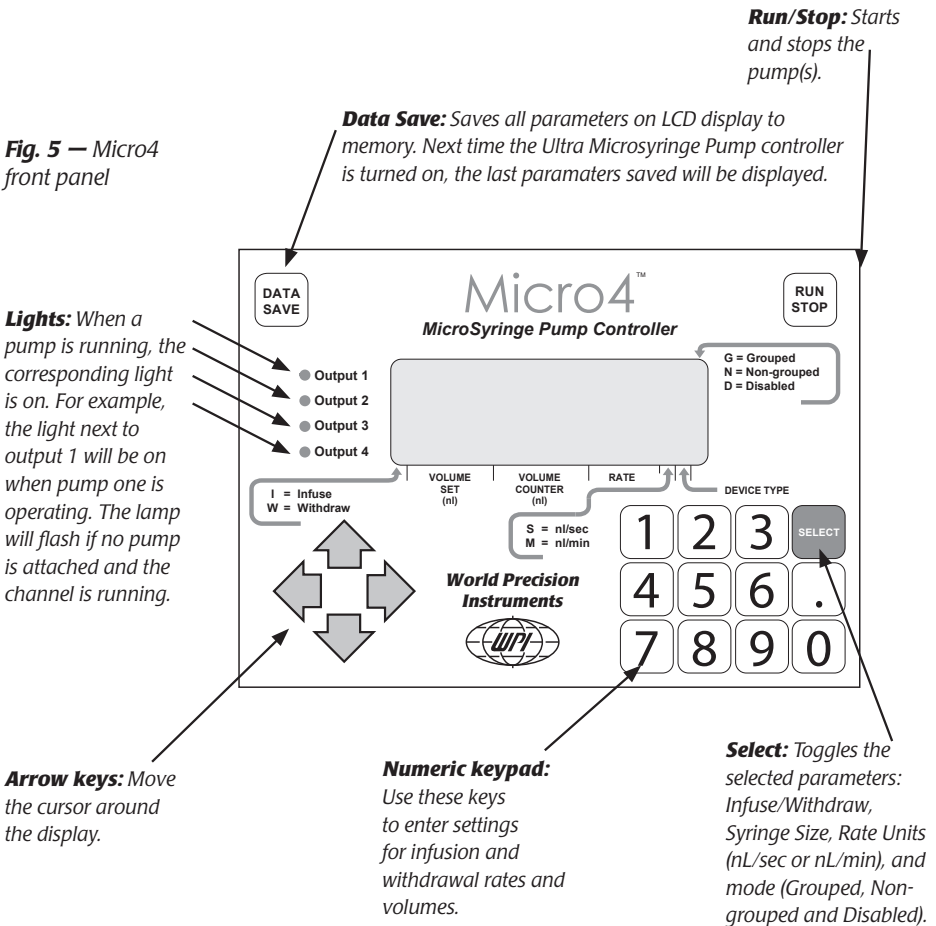 Run/Stop: Starts
and stops the
pump(s).
Data Save: Saves all parameters on LCD display to
memory. Next time the Ultra Microsyringe Pump controller
is turned on, the last paramaters saved will be displayed.
Fig. 5 — Micro4
front panel
DATA
SAVE
Micro4™
MicroSyringe Pump Controller
RUN
STOP
Lights: When a
pump is running, the
corresponding light
is on. For example,
the light next to
output 1 will be on
when pump one is
operating. The lamp
will flash if no pump
is attached and the
channel is running.
Output 1
Output 2
Output 3
Output 4
G = Grouped
N = Non-grouped
D = Disabled
I = Infuse
W = Withdraw
VOLUME
SET
(nl)
VOLUME
COUNTER
(nl)
RATE
DEVICE TYPE
S = nl/sec
M = nl/min
World Precision
Instruments
WPI
1 2 3 SELECT
4 5 6 .
7 8 9 0
Arrow keys: Move
the cursor around
the display.
Numeric keypad:
Use these keys
to enter settings
for infusion and
withdrawal rates and
volumes.
Select: Toggles the
selected parameters:
Infuse/Withdraw,
Syringe Size, Rate Units
(nL/sec or nL/min), and
mode (Grouped, Non-
grouped and Disabled).